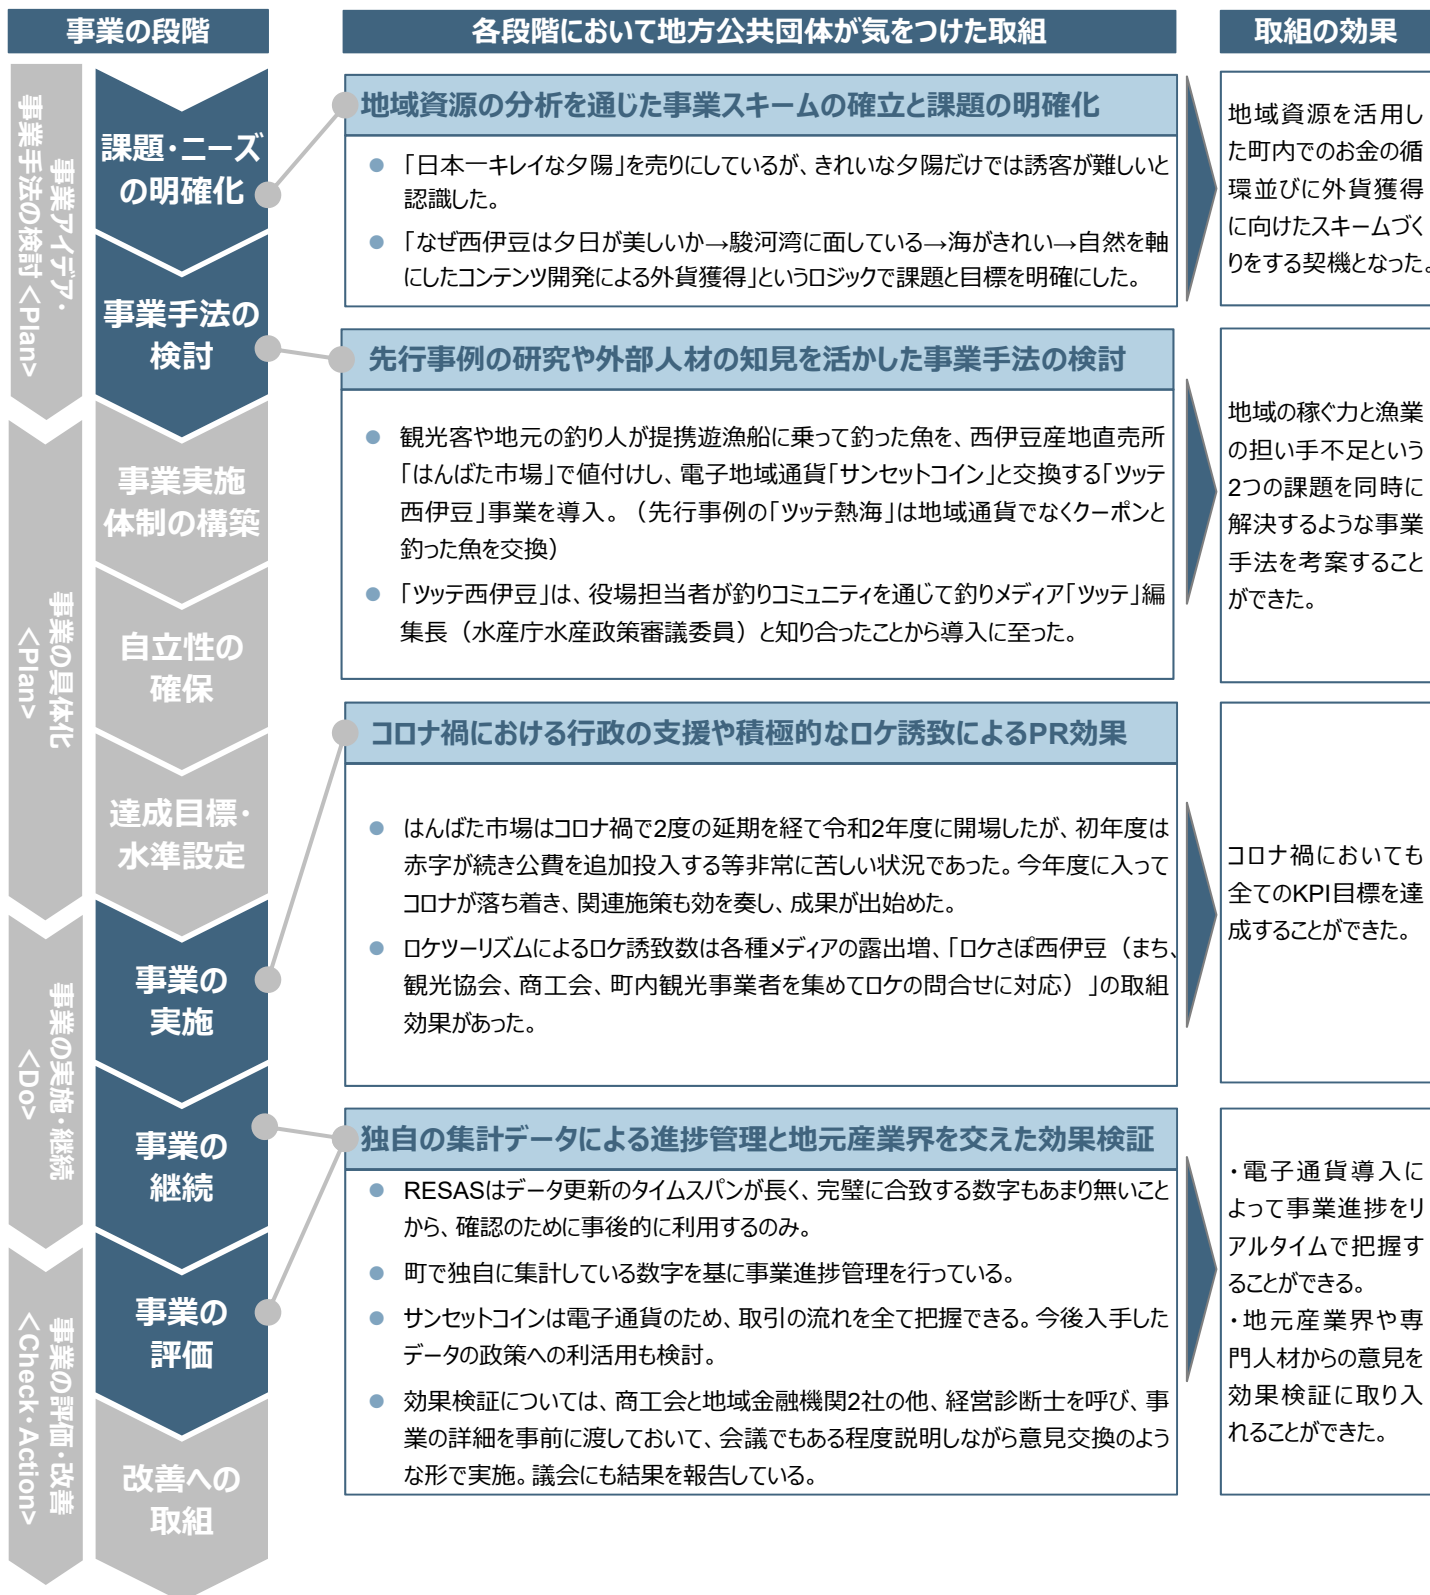 事業の段階
各段階において地方公共団体が気をつけた取組
取組の効果
事業アイデア・
事業手法の検討 <Plan>
事業の具体化
<Plan>
事業の実施・継続
<Do>
事業の評価・改善
<Check・Action>
課題・ニーズ
の明確化
事業手法の
検討
事業実施
体制の構築
自立性の
確保
達成目標・
水準設定
事業の
実施
事業の
継続
事業の
評価
改善への
取組
地域資源の分析を通じた事業スキームの確立と課題の明確化
● 「日本一キレイな夕陽」を売りにしているが、きれいな夕陽だけでは誘客が難しいと
認識した。
● 「なぜ西伊豆は夕日が美しいか→駿河湾に面している→海がきれい→自然を軸
にしたコンテンツ開発による外貨獲得」というロジックで課題と目標を明確にした。
地域資源を活用し
た町内でのお金の循
環並びに外貨獲得
に向けたスキームづく
りをする契機となった。
先行事例の研究や外部人材の知見を活かした事業手法の検討
● 観光客や地元の釣り人が提携遊漁船に乗って釣った魚を、西伊豆産地直売所
「はんばた市場」で値付けし、電子地域通貨「サンセットコイン」と交換する「ツッテ
西伊豆」事業を導入。（先行事例の「ツッテ熱海」は地域通貨でなくクーポンと
釣った魚を交換）
● 「ツッテ西伊豆」は、役場担当者が釣りコミュニティを通じて釣りメディア「ツッテ」編
集長（水産庁水産政策審議委員）と知り合ったことから導入に至った。
地域の稼ぐ力と漁業
の担い手不足という
2つの課題を同時に
解決するような事業
手法を考案すること
ができた。
コロナ禍における行政の支援や積極的なロケ誘致によるPR効果
● はんばた市場はコロナ禍で2度の延期を経て令和2年度に開場したが、初年度は
赤字が続き公費を追加投入する等非常に苦しい状況であった。今年度に入って
コロナが落ち着き、関連施策も効を奏し、成果が出始めた。
● ロケツーリズムによるロケ誘致数は各種メディアの露出増、「ロケさぽ西伊豆（まち、
観光協会、商工会、町内観光事業者を集めてロケの問合せに対応）」の取組
効果があった。
コロナ禍においても
全てのKPI目標を達
成することができた。
独自の集計データによる進捗管理と地元産業界を交えた効果検証
● RESASはデータ更新のタイムスパンが長く、完璧に合致する数字もあまり無いこと
から、確認のために事後的に利用するのみ。
● 町で独自に集計している数字を基に事業進捗管理を行っている。
● サンセットコインは電子通貨のため、取引の流れを全て把握できる。今後入手した
データの政策への利活用も検討。
● 効果検証については、商工会と地域金融機関2社の他、経営診断士を呼び、事
業の詳細を事前に渡しておいて、会議でもある程度説明しながら意見交換のよう
な形で実施。議会にも結果を報告している。
・電子通貨導入に
よって事業進捗をリ
アルタイムで把握す
ることができる。
・地元産業界や専
門人材からの意見を
効果検証に取り入
れることができた。